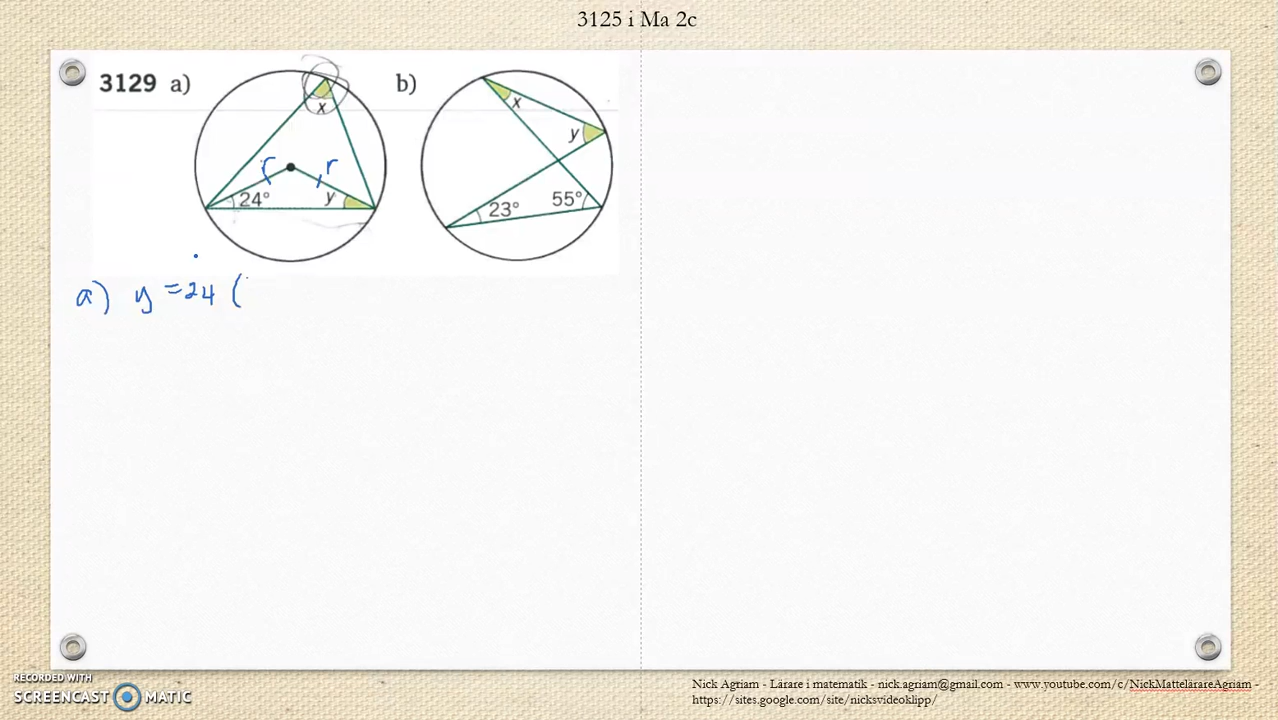 3125 i Ma 2c
3129 a)
b)
x
r r
24° y
x
y
23° 55°
a) y = 24 (
RECORDED WITH
SCREENCAST MATIC
Nick Agriam - Lärare i matematik - nick.agriam@gmail.com - www.youtube.com/c/NickMattelärareAgriam -
https://sites.google.com/site/nicksvideoklipp/